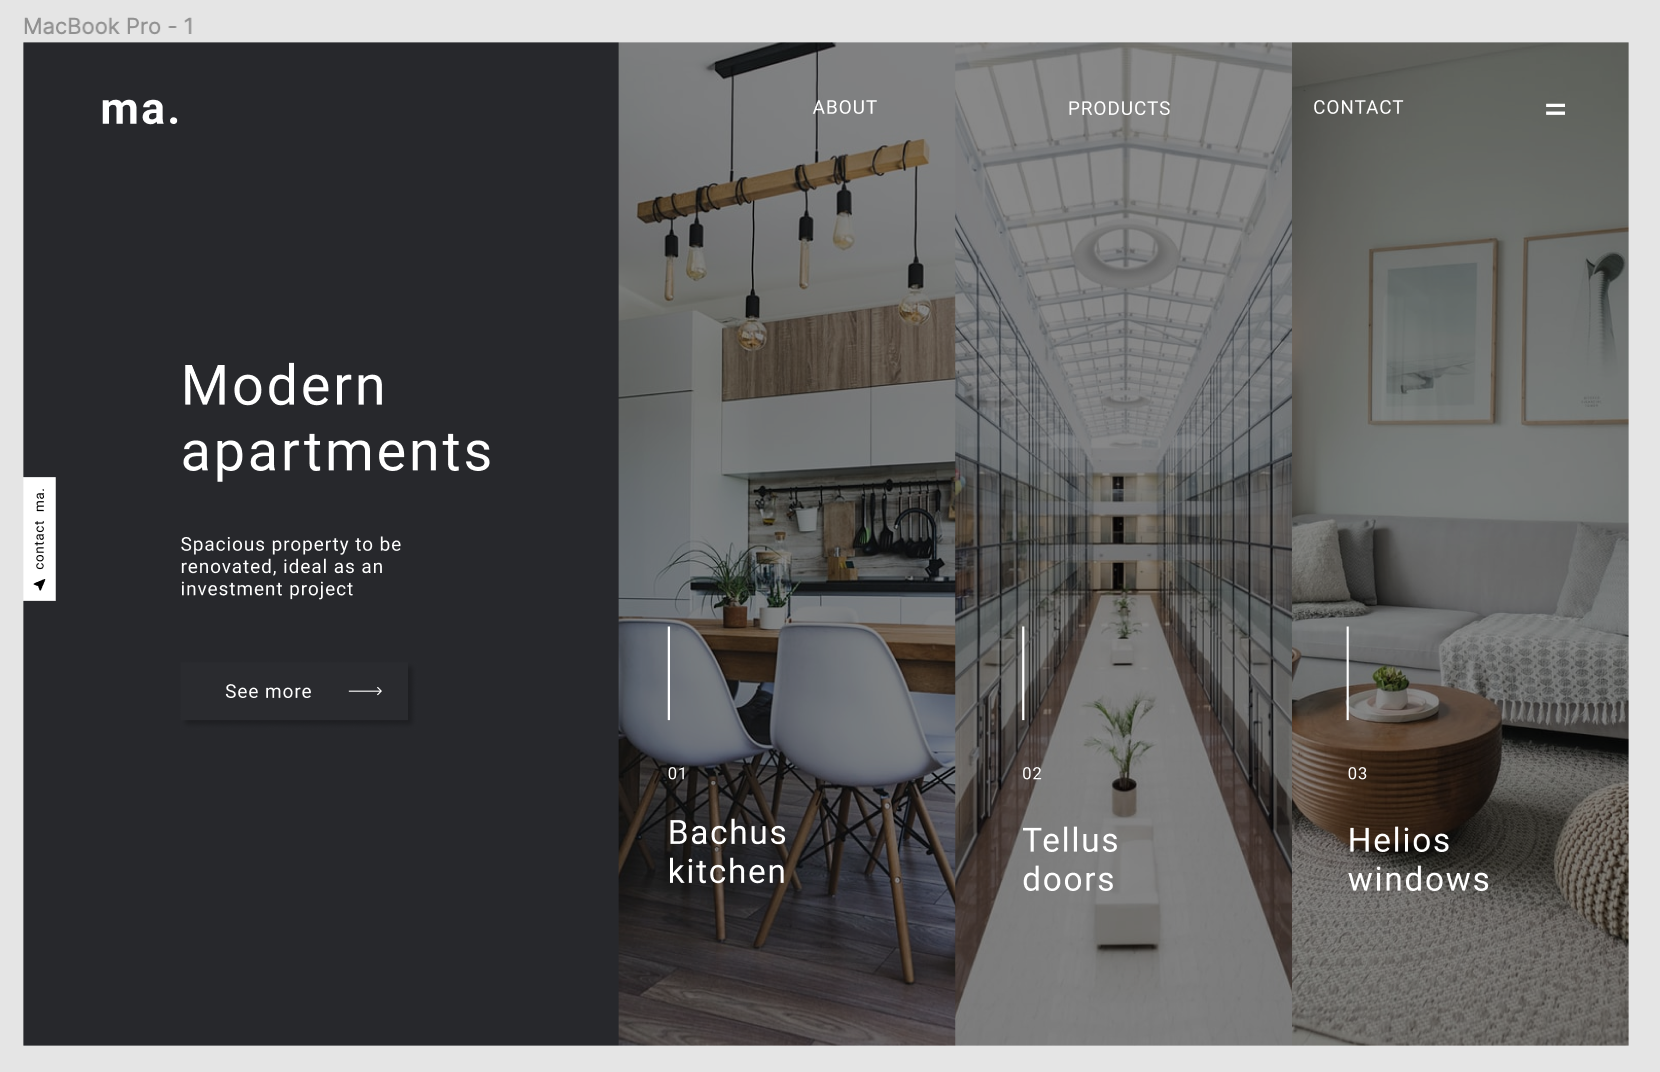 MacBook Pro - 1
ma.
ABOUT
PRODUCTS
CONTACT
Modern
apartments
Spacious property to be
renovated, ideal as an
investment project
See more
contact ma.
01
Bachus
kitchen
02
Tellus
doors
03
Helios
windows